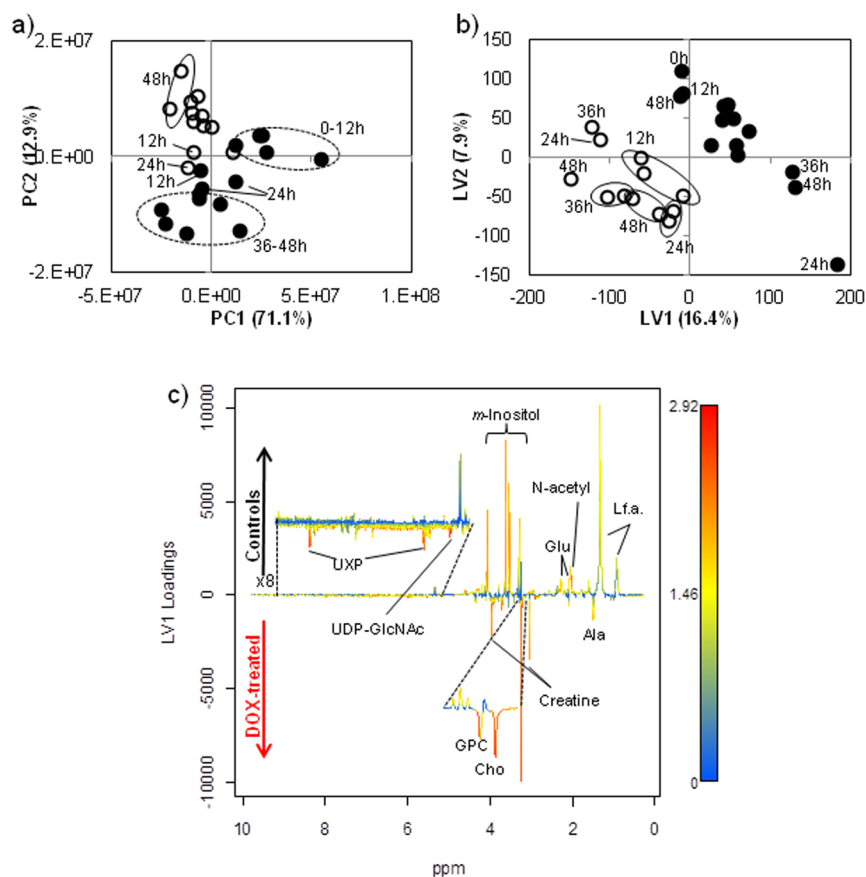 a)
2.E+07
0.E+00
-2.E+07
PC2 (12.9%)
48h
12h
24h
12h
0-12h
24h
36-48h
-5.E+07
0.E+00
5.E+07
1.E+08
PC1 (71.1%)
b)
150
100
50
0
-50
-100
-150
LV2 (7.9%)
0h
12h
48h
36h
24h
12h
48h
36h
48h
24h
36h
48h
24h
-200
-100
0
100
200
LV1 (16.4%)
c)
10000
5000
0
-5000
-10000
LV1 Loadings
Controls
DOX-treated
x8
UXP
UDP-GlcNAc
m-Inositol
N-acetyl
Glu
Lf.a.
Ala
Creatine
GPC
Cho
2.92
1.46
0
10
8
6
4
2
0
ppm